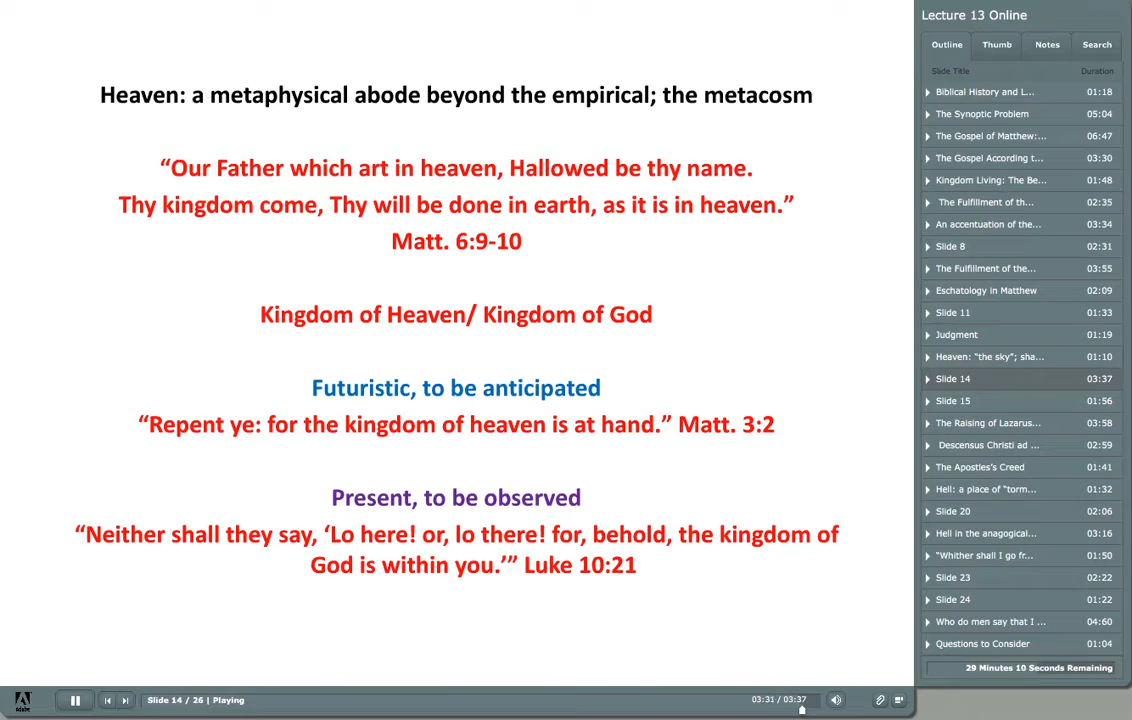 Heaven: a metaphysical abode beyond the empirical; the metacosm
“Our Father which art in heaven, Hallowed be thy name.
Thy kingdom come, Thy will be done in earth, as it is in heaven.”
Matt. 6:9-10
Kingdom of Heaven/ Kingdom of God
Futuristic, to be anticipated
“Repent ye: for the kingdom of heaven is at hand.” Matt. 3:2
Present, to be observed
“Neither shall they say, ‘Lo here! or, lo there! for, behold, the kingdom of
God is within you.’” Luke 10:21
Lecture 13 Online
Outline Thumb Notes Search
Slide Title Duration
Biblical History and L... 01:18
The Synoptic Problem 05:04
The Gospel of Matthew:... 06:47
The Gospel According t... 03:30
Kingdom Living: The Be... 01:48
The Fulfillment of th... 02:35
An accentuation of the... 03:34
Slide 8 02:31
The Fulfillment of the... 03:55
Eschatology in Matthew 02:09
Slide 11 01:33
Judgment 01:19
Heaven: “the sky”; sha... 01:10
Slide 14 03:37
Slide 15 01:56
The Raising of Lazarus... 03:58
Descensus Christi ad ... 02:59
The Apostles’s Creed 01:41
Hell: a place of “torm... 01:32
Slide 20 02:06
Hell in the anagogical... 03:16
“Whither shall I go fr... 01:50
Slide 23 02:22
Slide 24 01:22
Who do men say that I ... 04:60
Questions to Consider 01:04
29 Minutes 10 Seconds Remaining
Adobe Slide 14 / 26 | Playing 03:31 / 03:37